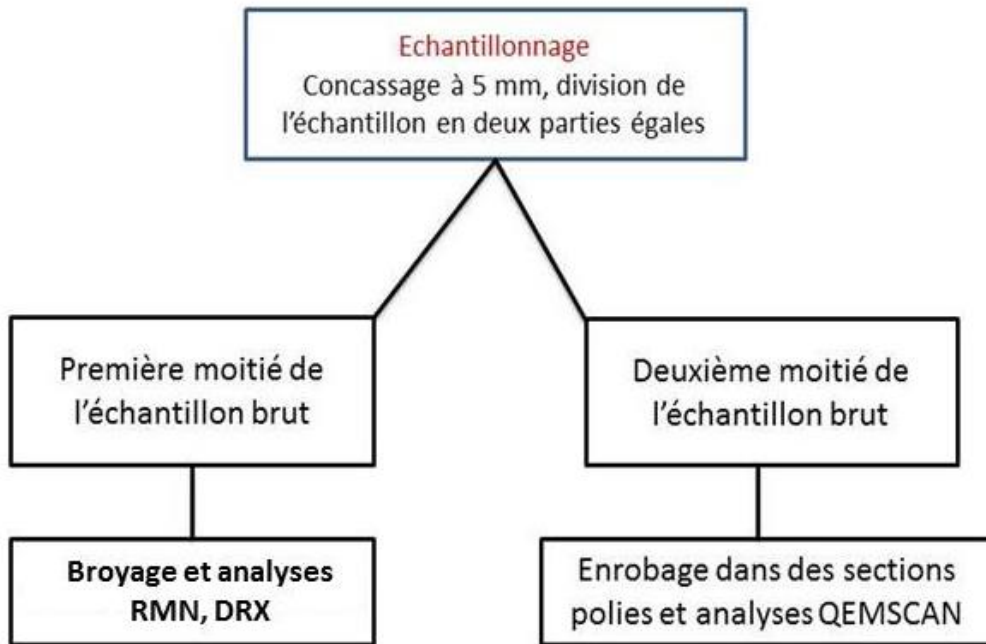 Echantillonnage
Concassage à 5 mm, division de
l'échantillon en deux parties égales
Première moitié de
l'échantillon brut
Deuxième moitié de
l'échantillon brut
Broyage et analyses
RMN, DRX
Enrobage dans des sections
polies et analyses QEMSCAN